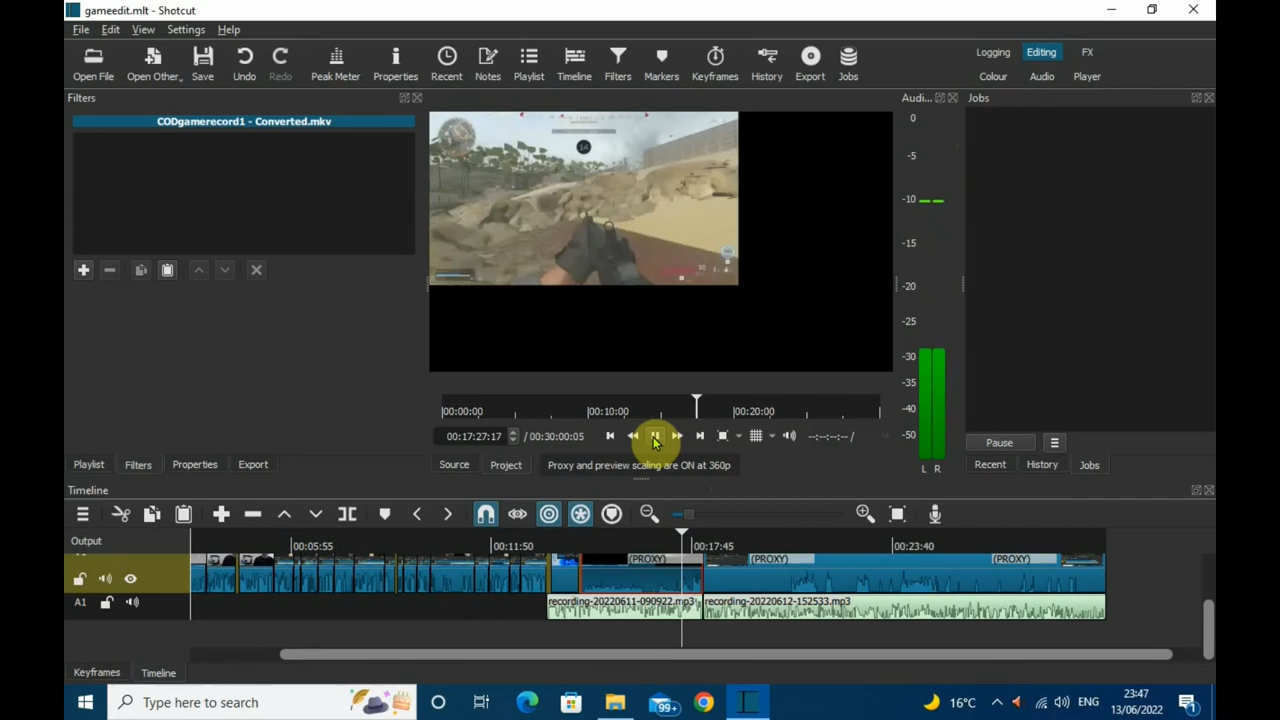 gameedit.mlt - Shotcut
File Edit View Settings Help
Open File Open Other.. Save Undo Redo Peak Meter Properties Recent Notes Playlist Timeline Filters Markers Keyframes History Export Jobs
Logging Editing FX
Colour Audio Player
Filters
Audi...
Jobs
CODgamerecord1 - Converted.mkv
14
30
0
-5
-10
-15
-20
-25
-30
-35
-40
-50
L R
00:00:00 00:10:00 00:20:00
00:17:27:17 / 00:30:00:05
--:--:--:-- /
Pause
Playlist Filters Properties Export
Source Project
Proxy and preview scaling are ON at 360p
Recent History Jobs
Timeline
Output
00:05:55 00:11:50 00:17:45 00:23:40
(PROXY) (PROXY) (PROXY)
A1
recording-20220611-090922.mp3 recording-20220612-152533.mp3
Keyframes Timeline
Type here to search
99+
16°C
ENG
23:47
13/06/2022
1